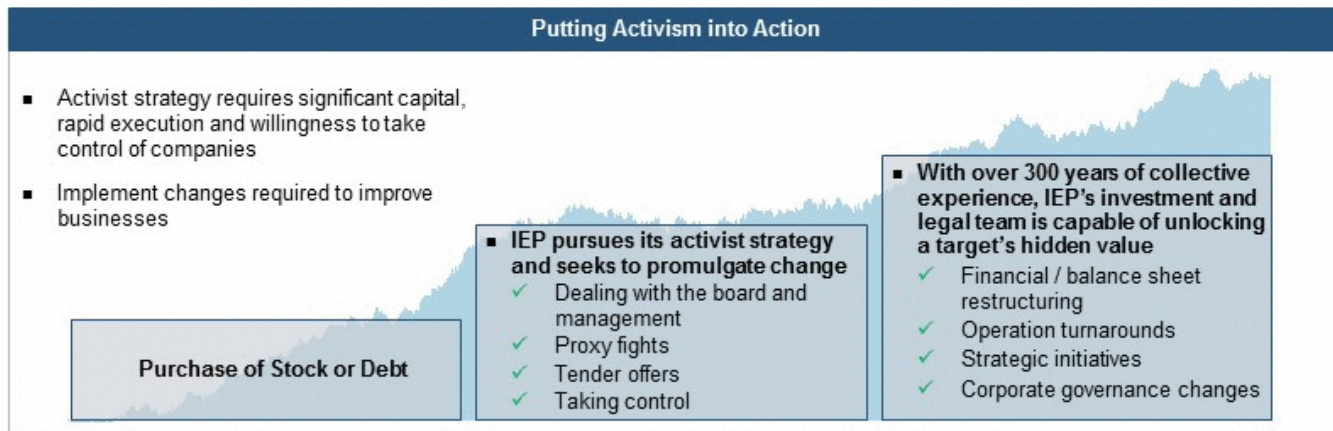 Putting Activism into Action
▪ Activist strategy requires significant capital,
rapid execution and willingness to take
control of companies
▪ Implement changes required to improve
businesses
Purchase of Stock or Debt
▪ IEP pursues its activist strategy
and seeks to promulgate change
✓ Dealing with the board and
management
✓ Proxy fights
✓ Tender offers
✓ Taking control
▪ With over 300 years of collective
experience, IEP's investment and
legal team is capable of unlocking
a target's hidden value
✓ Financial / balance sheet
restructuring
✓ Operation turnarounds
✓ Strategic initiatives
✓ Corporate governance changes